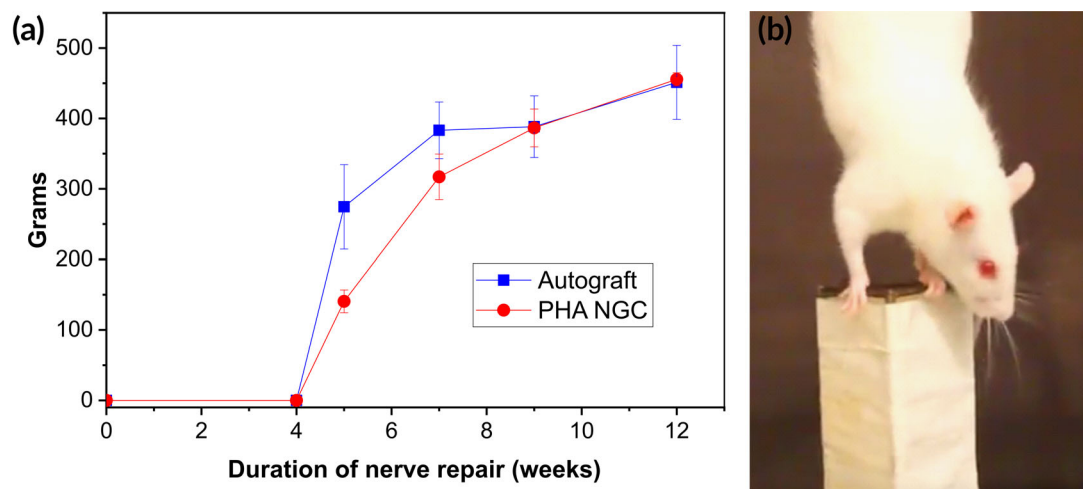 (a)
500
400
300
200
100
0
Grams
0 2 4 6 8 10 12
Duration of nerve repair (weeks)
Autograft
PHA NGC
(b)